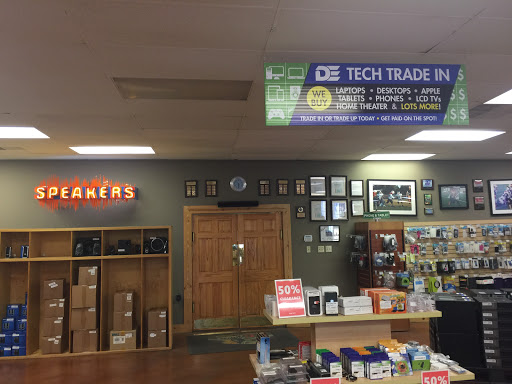 DE TECH TRADE IN
WE BUY
LAPTOPS • DESKTOPS • APPLE
TABLETS • PHONES • LCD TVs
HOME THEATER & LOTS MORE!
TRADE IN OR TRADE UP TODAY • GET PAID ON THE SPOT!
SPEAKERS
50%
50%
50%